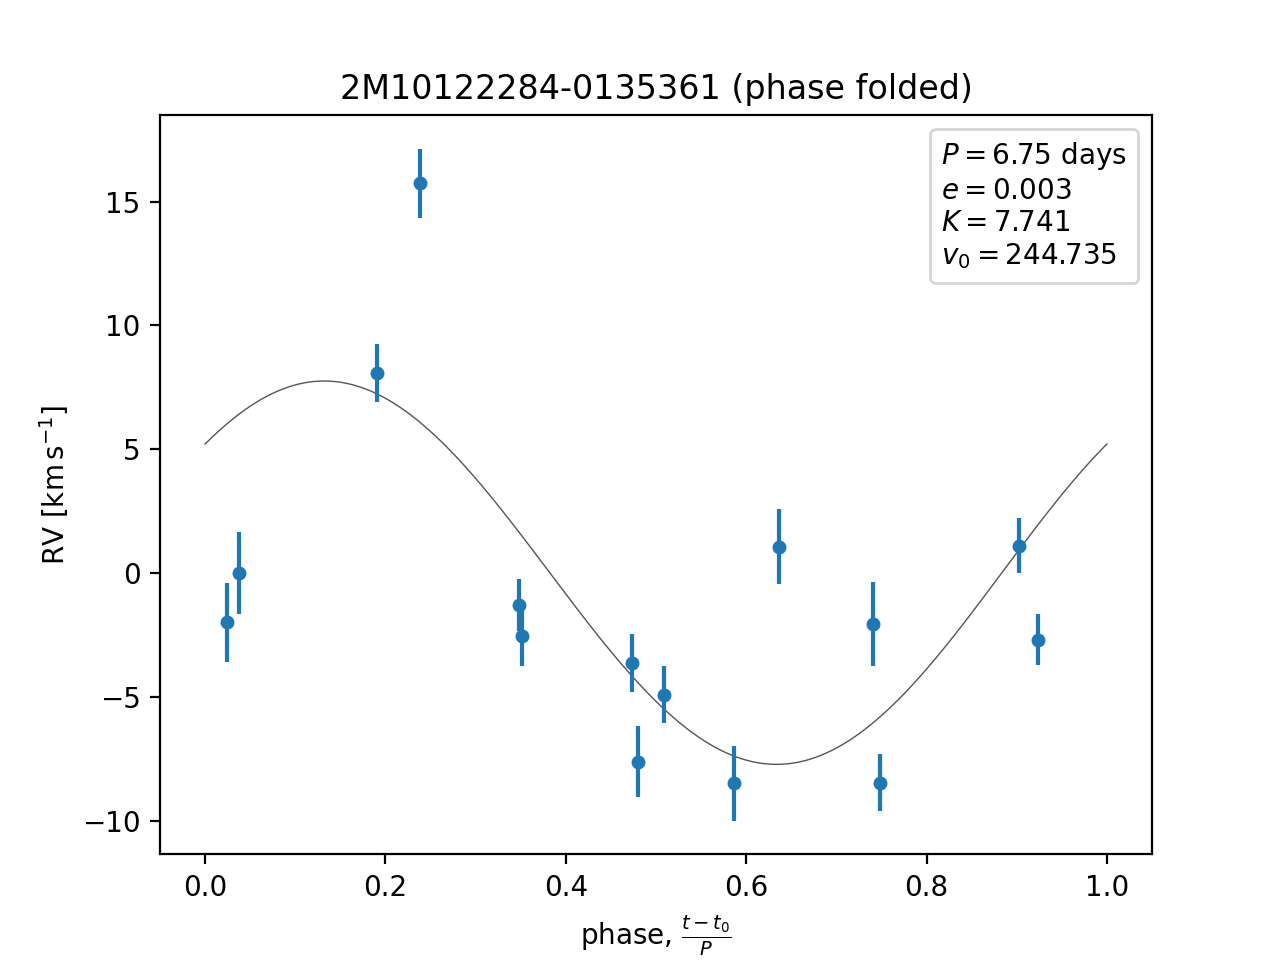 2M10122284-0135361 (phase folded)
P = 6.75 days
e = 0.003
K = 7.741
v₀ = 244.735
15
10
5
0
−5
−10
RV [km s⁻¹]
0.0 0.2 0.4 0.6 0.8 1.0
phase, (t − t₀)/P